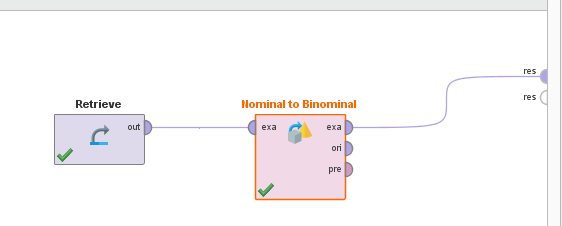 res
res
Retrieve
Nominal to Binominal
out
exa
exa
ori
pre